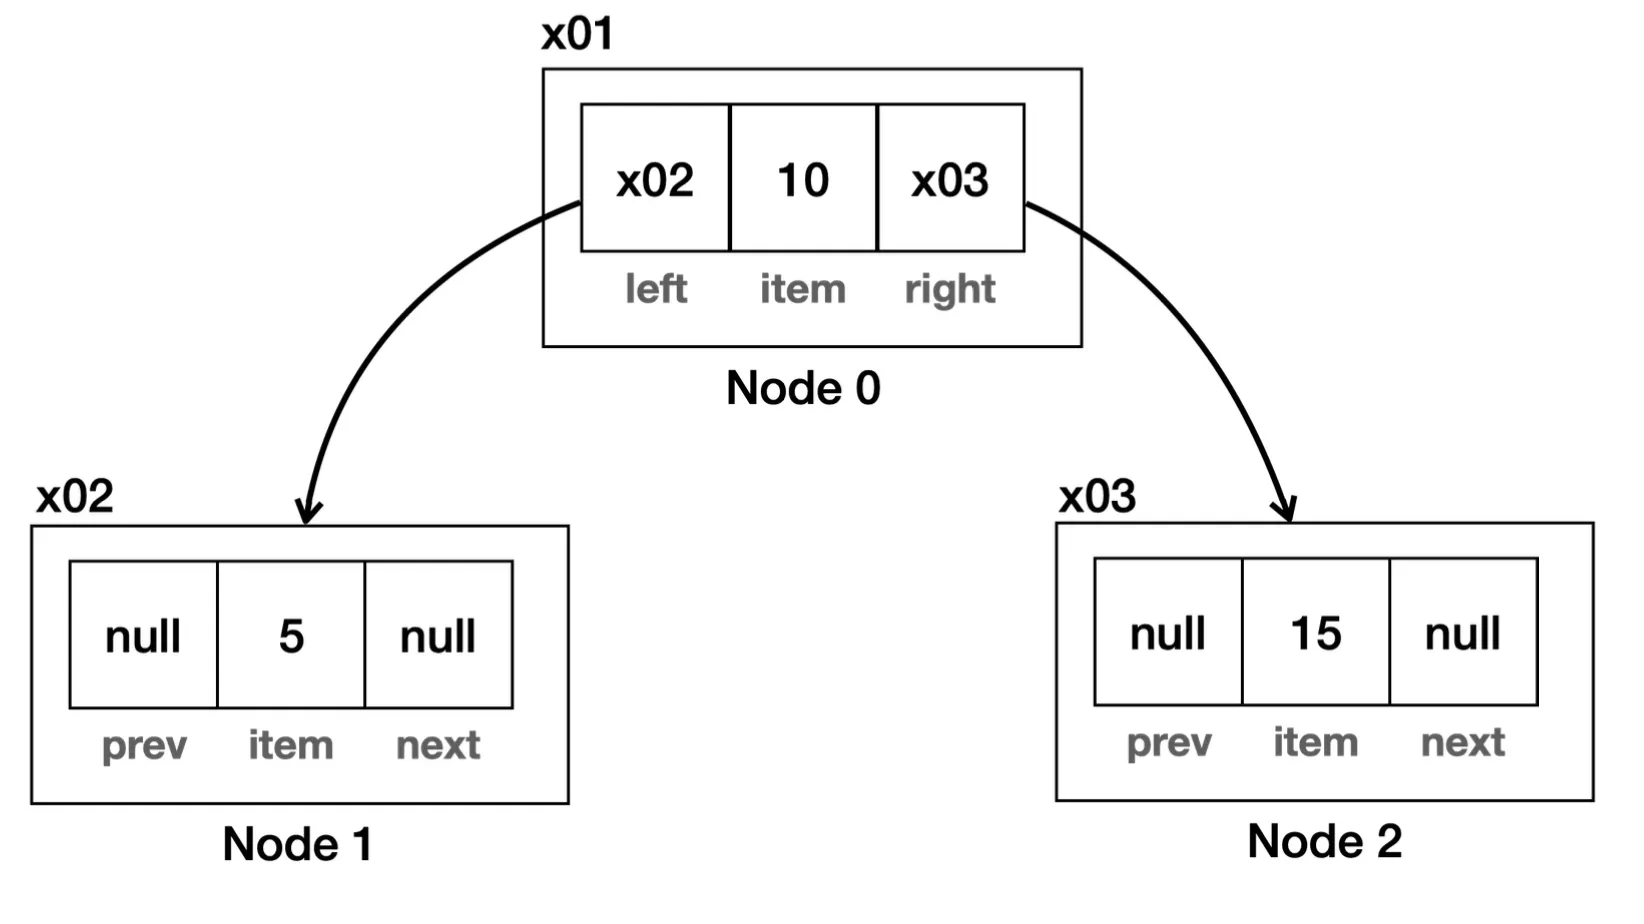 x01
x02 10 x03
left item right
Node 0
x02
null 5 null
prev item next
Node 1
x03
null 15 null
prev item next
Node 2